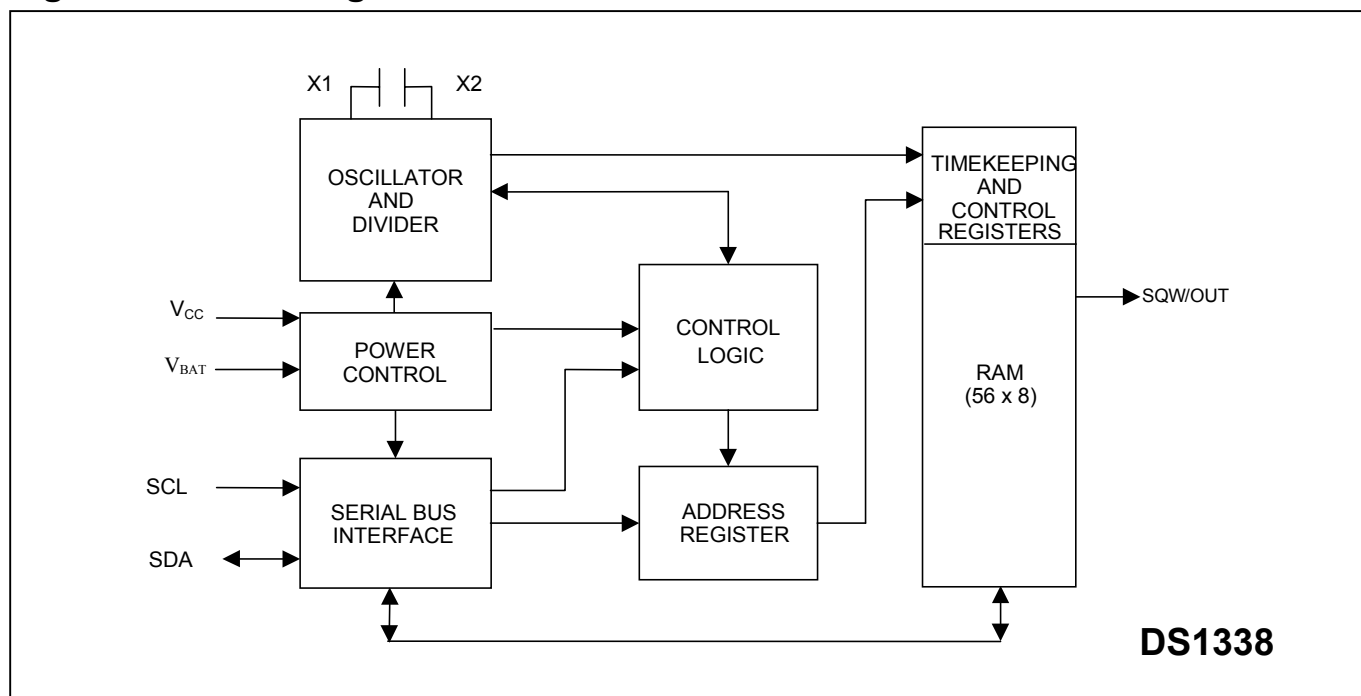 X1
X2
OSCILLATOR
AND
DIVIDER
TIMEKEEPING
AND
CONTROL
REGISTERS
VCC
VBAT
POWER
CONTROL
CONTROL
LOGIC
RAM
(56 x 8)
SQW/OUT
SCL
SDA
SERIAL BUS
INTERFACE
ADDRESS
REGISTER
DS1338